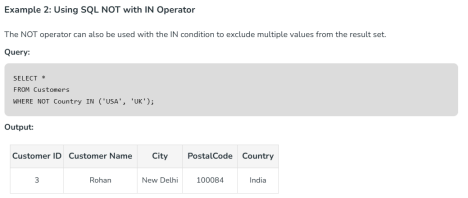 Example 2: Using SQL NOT with IN Operator
The NOT operator can also be used with the IN condition to exclude multiple values from the result set.
Query:
SELECT *
FROM Customers
WHERE NOT Country IN ('USA', 'UK');
Output:
Customer ID Customer Name City PostalCode Country
3 Rohan New Delhi 100084 India